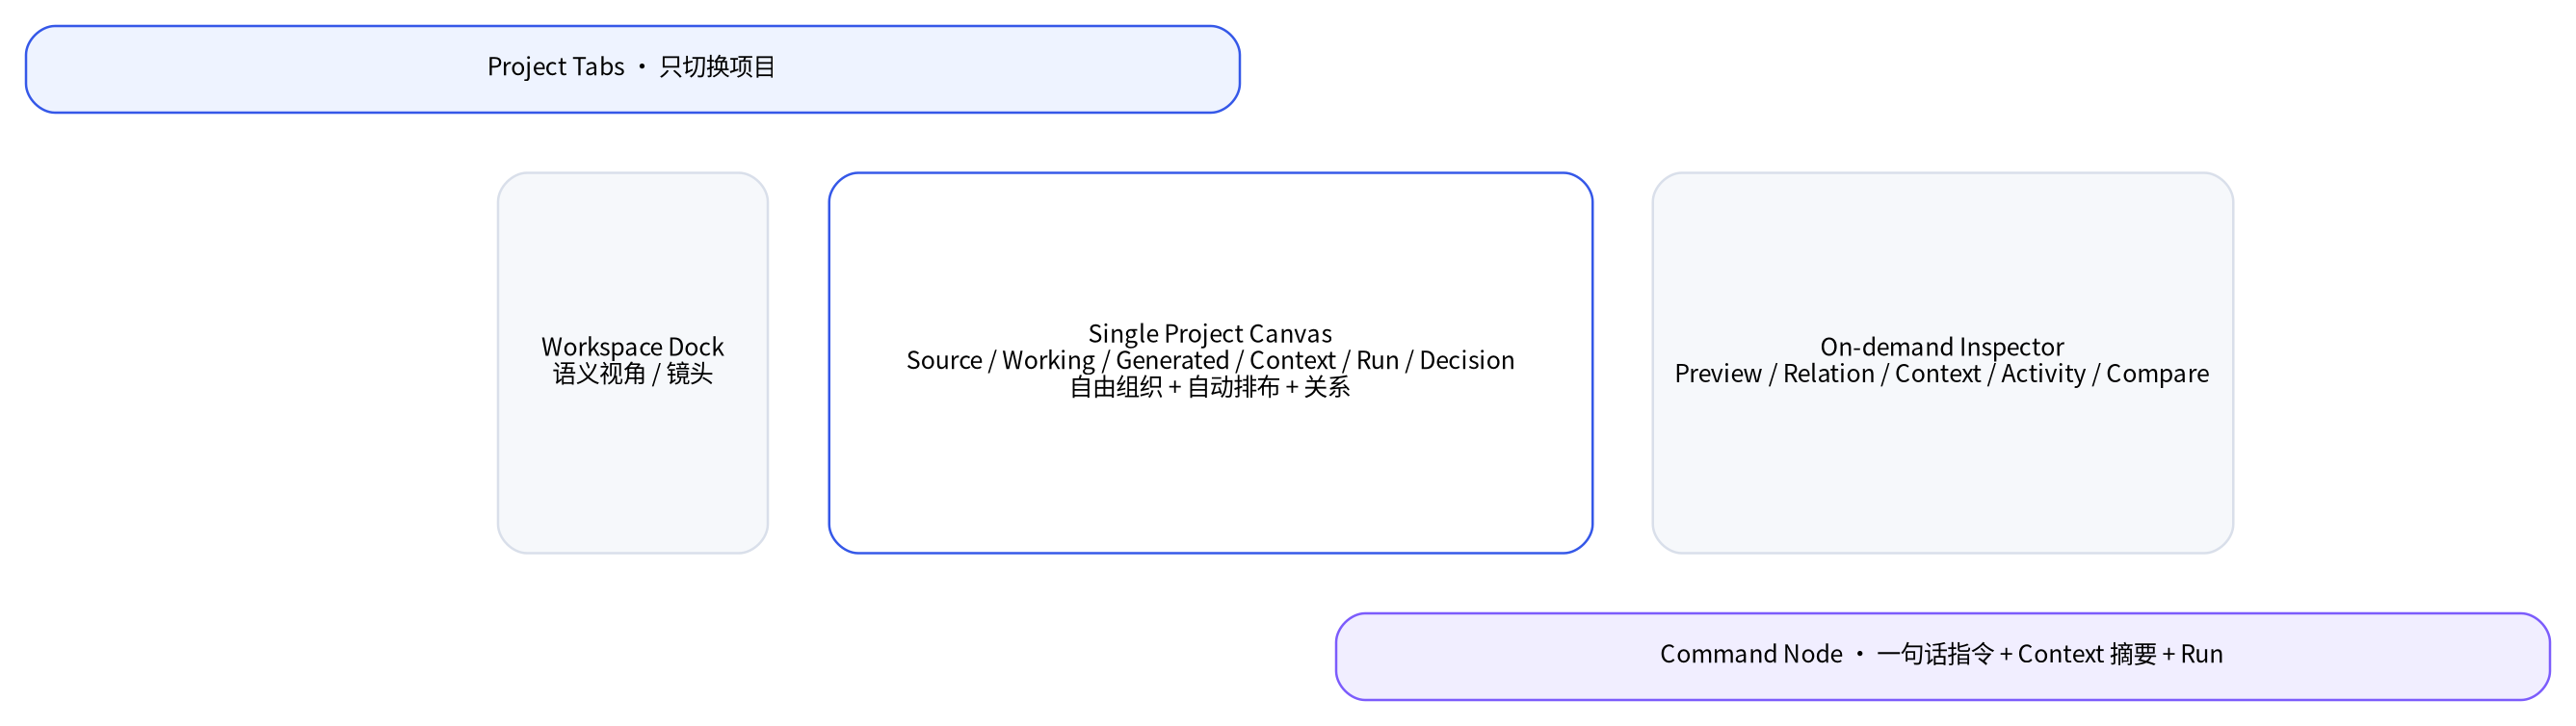 Project Tabs · 只切换项目
Workspace Dock
语义视角 / 镜头
Single Project Canvas
Source / Working / Generated / Context / Run / Decision
自由组织 + 自动排布 + 关系
On-demand Inspector
Preview / Relation / Context / Activity / Compare
Command Node · 一句话指令 + Context 摘要 + Run